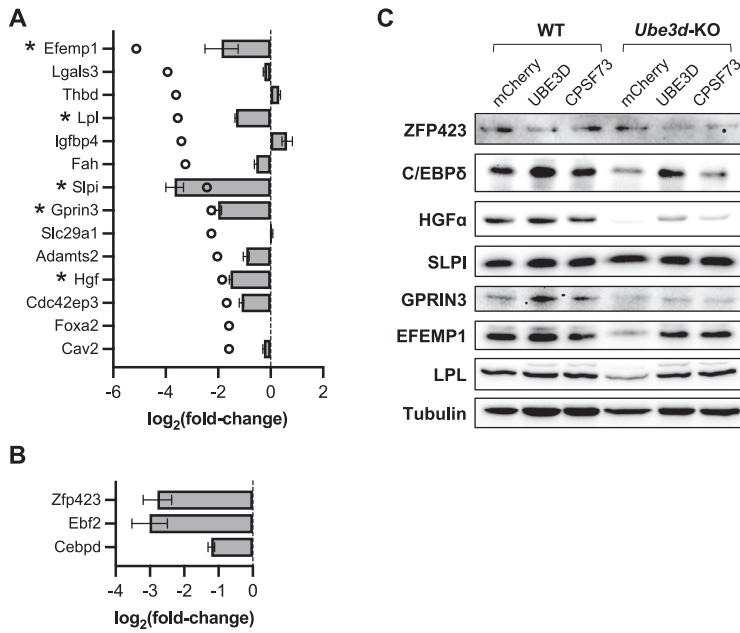 A
* Efemp1
Lgals3
Thbd
* Lpl
Igfbp4
Fah
* Slpi
* Gprin3
Slc29a1
Adamts2
* Hgf
Cdc42ep3
Foxa2
Cav2
-6 -4 -2 0 2
log2(fold-change)
B
Zfp423
Ebf2
Cebpd
-4 -3 -2 -1 0
log2(fold-change)
C
WT Ube3d-KO
mCherry UBE3D CPSF73 mCherry UBE3D CPSF73
ZFP423
C/EBPδ
HGFα
SLPI
GPRIN3
EFEMP1
LPL
Tubulin